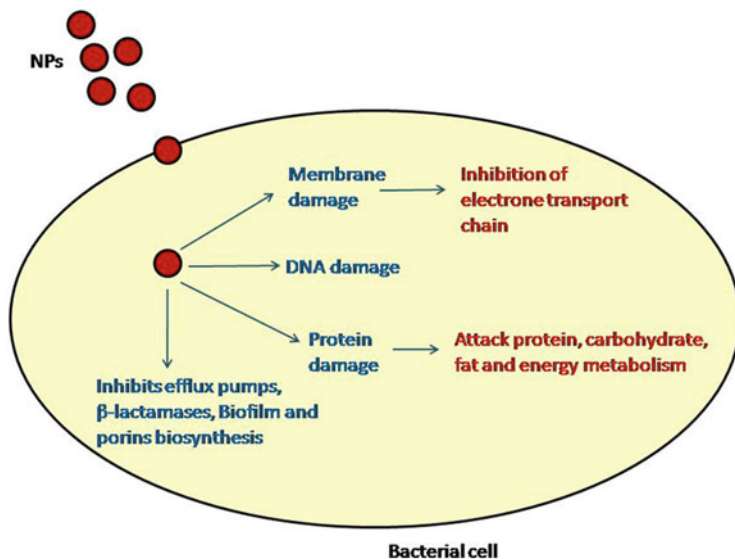 NPs
Membrane
damage
Inhibition of
electrone transport
chain
DNA damage
Protein
damage
Attack protein, carbohydrate,
fat and energy metabolism
Inhibits efflux pumps,
β-lactamases, Biofilm and
porins biosynthesis
Bacterial cell